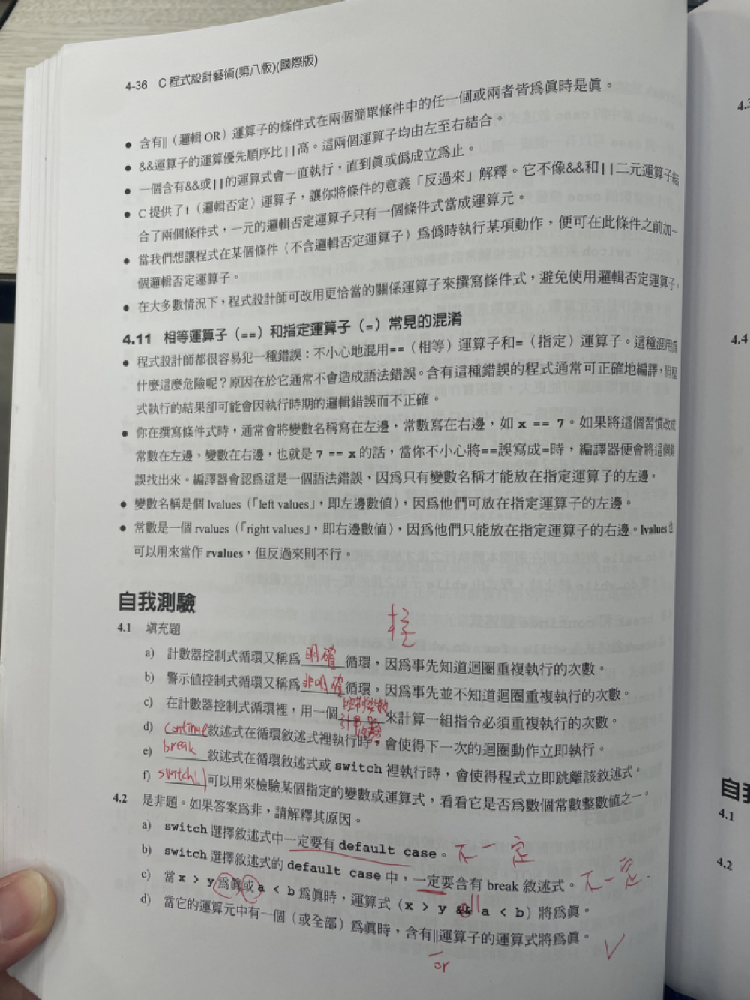 4-36 C 程式設計藝術(第八版)(國際版)
● 含有||（邏輯 OR）運算子的條件式在兩個簡單條件中的任一個或兩者皆爲眞時是眞。
● &&運算子的運算優先順序比||高。這兩個運算子均由左至右結合。
● 一個含有&&或||的運算式會一直執行，直到眞或僞成立爲止。
● C 提供了!（邏輯否定）運算子，讓你將條件的意義「反過來」解釋。它不像&&和||二元運算子結
合了兩個條件式，一元的邏輯否定運算子只有一個條件式當成運算元。
● 當我們想讓程式在某個條件（不含邏輯否定運算子）爲僞時執行某項動作，便可在此條件之前加一
個邏輯否定運算子。
● 在大多數情況下，程式設計師可改用更恰當的關係運算子來撰寫條件式，避免使用邏輯否定運算子。
4.11 相等運算子（==）和指定運算子（=）常見的混淆
● 程式設計師都很容易犯一種錯誤：不小心地混用==（相等）運算子和=（指定）運算子。這種混用爲
什麼這麼危險呢？原因在於它通常不會造成語法錯誤。含有這種錯誤的程式通常可正確地編譯，但程
式執行的結果卻可能會因執行時期的邏輯錯誤而不正確。
● 你在撰寫條件式時，通常會將變數名稱寫在左邊，常數寫在右邊，如 x == 7。如果將這個習慣改成
常數在左邊，變數在右邊，也就是 7 == x 的話，當你不小心將==誤寫成=時，編譯器便會將這個錯
誤找出來。編譯器會認爲這是一個語法錯誤，因爲只有變數名稱才能放在指定運算子的左邊。
● 變數名稱是個 lvalues（「left values」，即左邊數值），因爲他們可放在指定運算子的左邊。
● 常數是一個 rvalues（「right values」，即右邊數值），因爲他們只能放在指定運算子的右邊。lvalues 也
可以用來當作 rvalues，但反過來則不行。
自我測驗
4.1 填充題
a) 計數器控制式循環又稱爲明確循環，因爲事先知道迴圈重複執行的次數。
b) 警示值控制式循環又稱爲非明確循環，因爲事先並不知道迴圈重複執行的次數。
c) 在計數器控制式循環裡，用一個控制變數 計數器來計算一組指令必須重複執行的次數。
d) continue敘述式在循環敘述式裡執行時，會使得下一次的迴圈動作立即執行。
e) break敘述式在循環敘述式或 switch 裡執行時，會使得程式立即跳離該敘述式。
f) switch()可以用來檢驗某個指定的變數或運算式，看看它是否爲數個常數整數值之一。
4.2 是非題。如果答案爲非，請解釋其原因。
a) switch 選擇敘述式中一定要有 default case。不一定
b) switch 選擇敘述式的 default case 中，一定要含有 break 敘述式。不一定.
c) 當 x > y 爲眞或 a < b 爲眞時，運算式（x > y && a < b）將爲眞。
d) 當它的運算元中有一個（或全部）爲眞時，含有||運算子的運算式將爲眞。
or